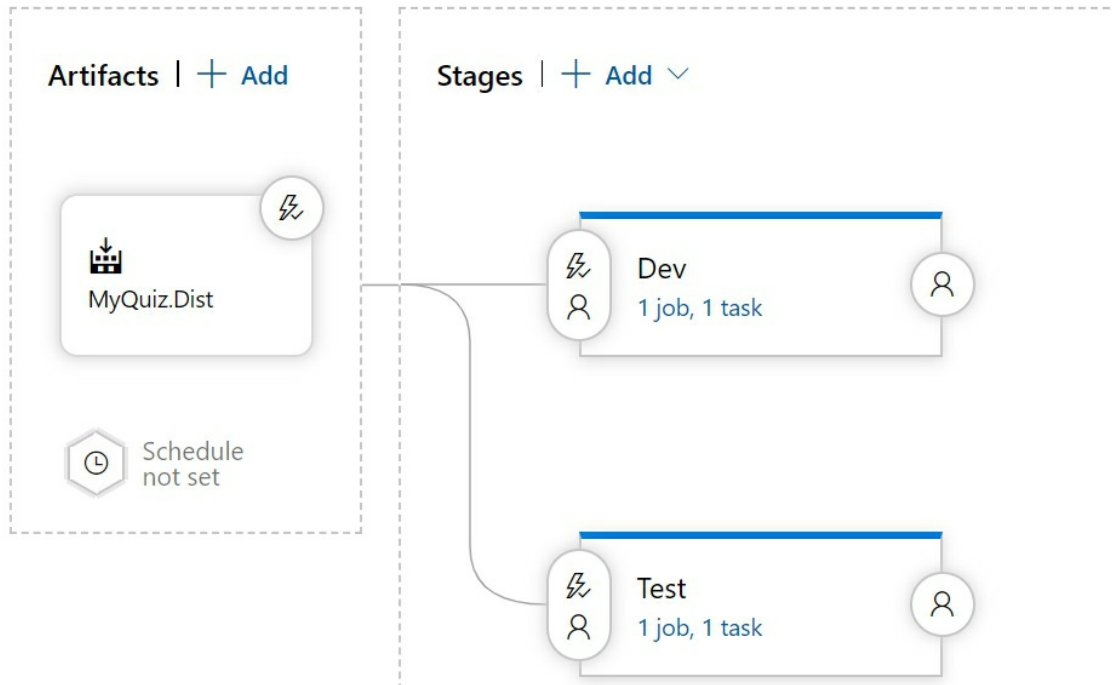 Artifacts | + Add
Stages | + Add
MyQuiz.Dist
Schedule
not set
Dev
1 job, 1 task
Test
1 job, 1 task